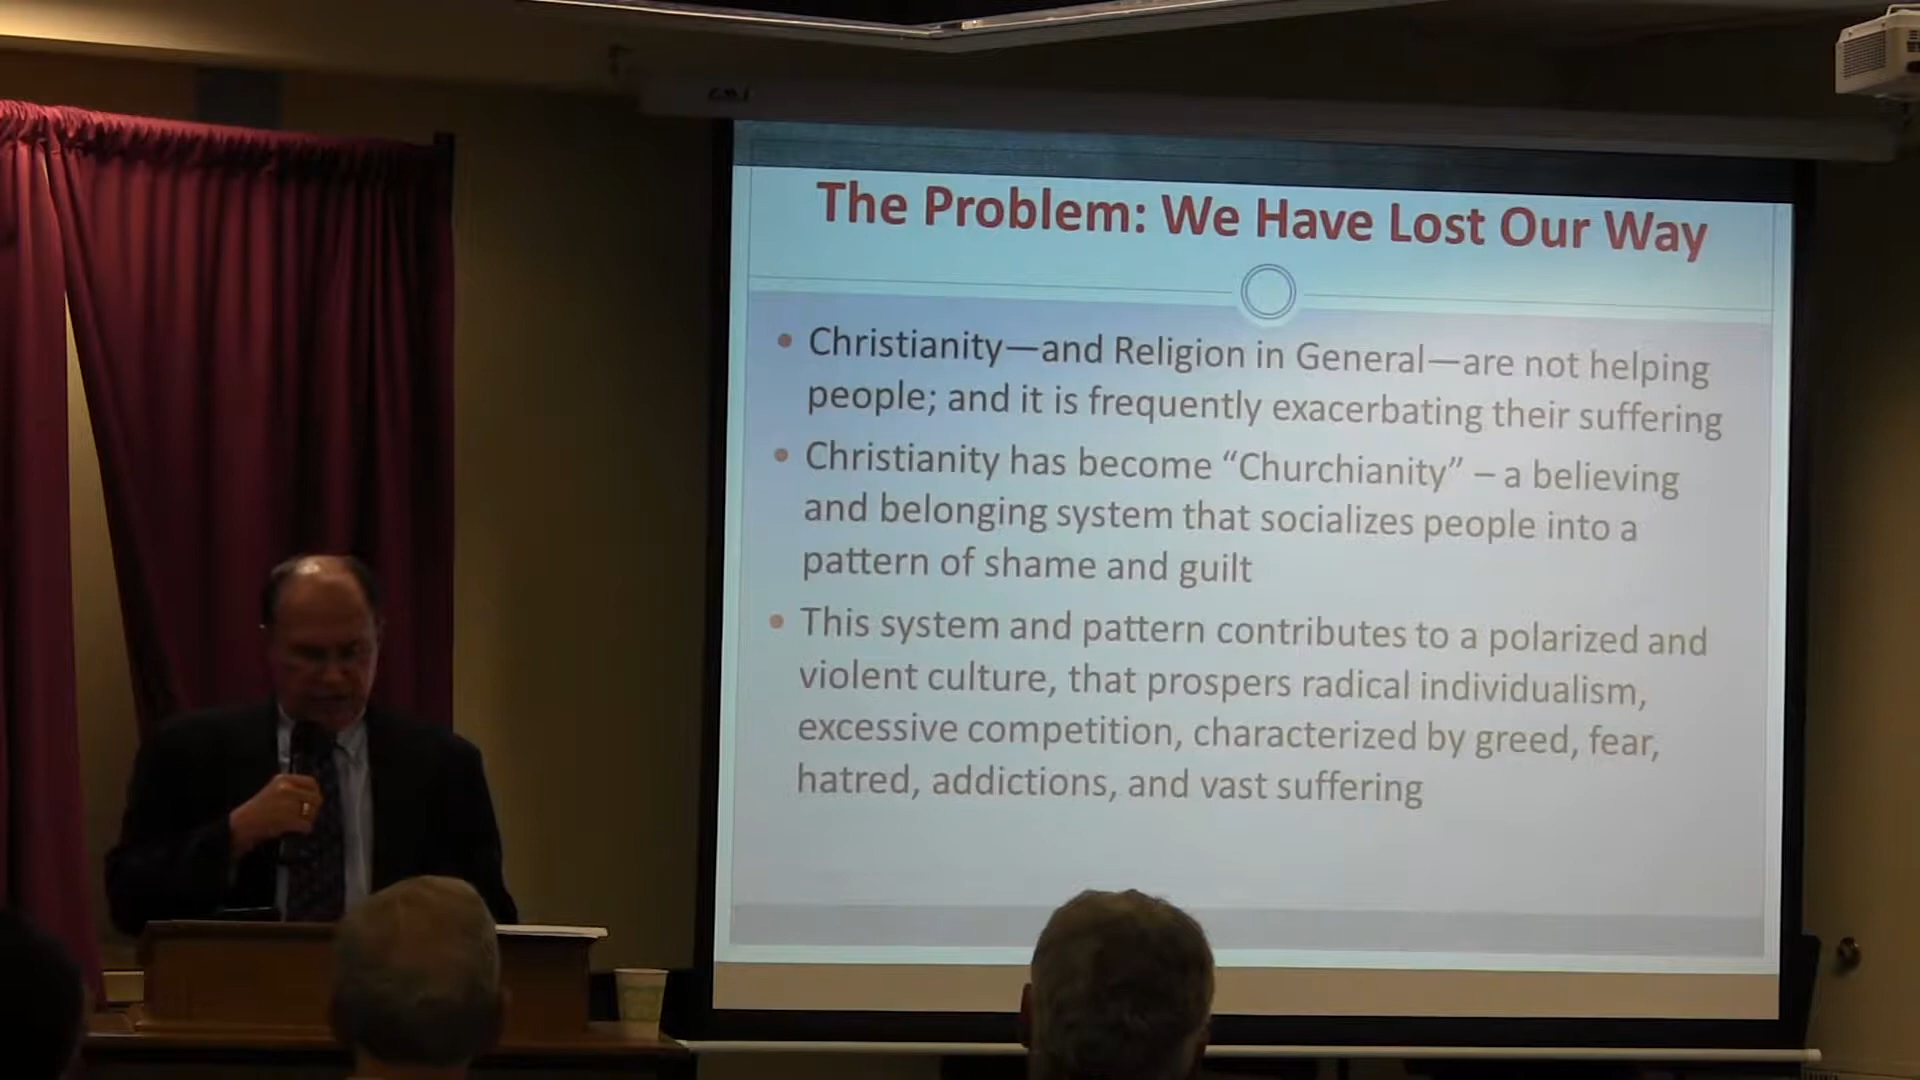 The Problem: We Have Lost Our Way
• Christianity—and Religion in General—are not helping
people; and it is frequently exacerbating their suffering
• Christianity has become “Churchianity” – a believing
and belonging system that socializes people into a
pattern of shame and guilt
• This system and pattern contributes to a polarized and
violent culture, that prospers radical individualism,
excessive competition, characterized by greed, fear,
hatred, addictions, and vast suffering